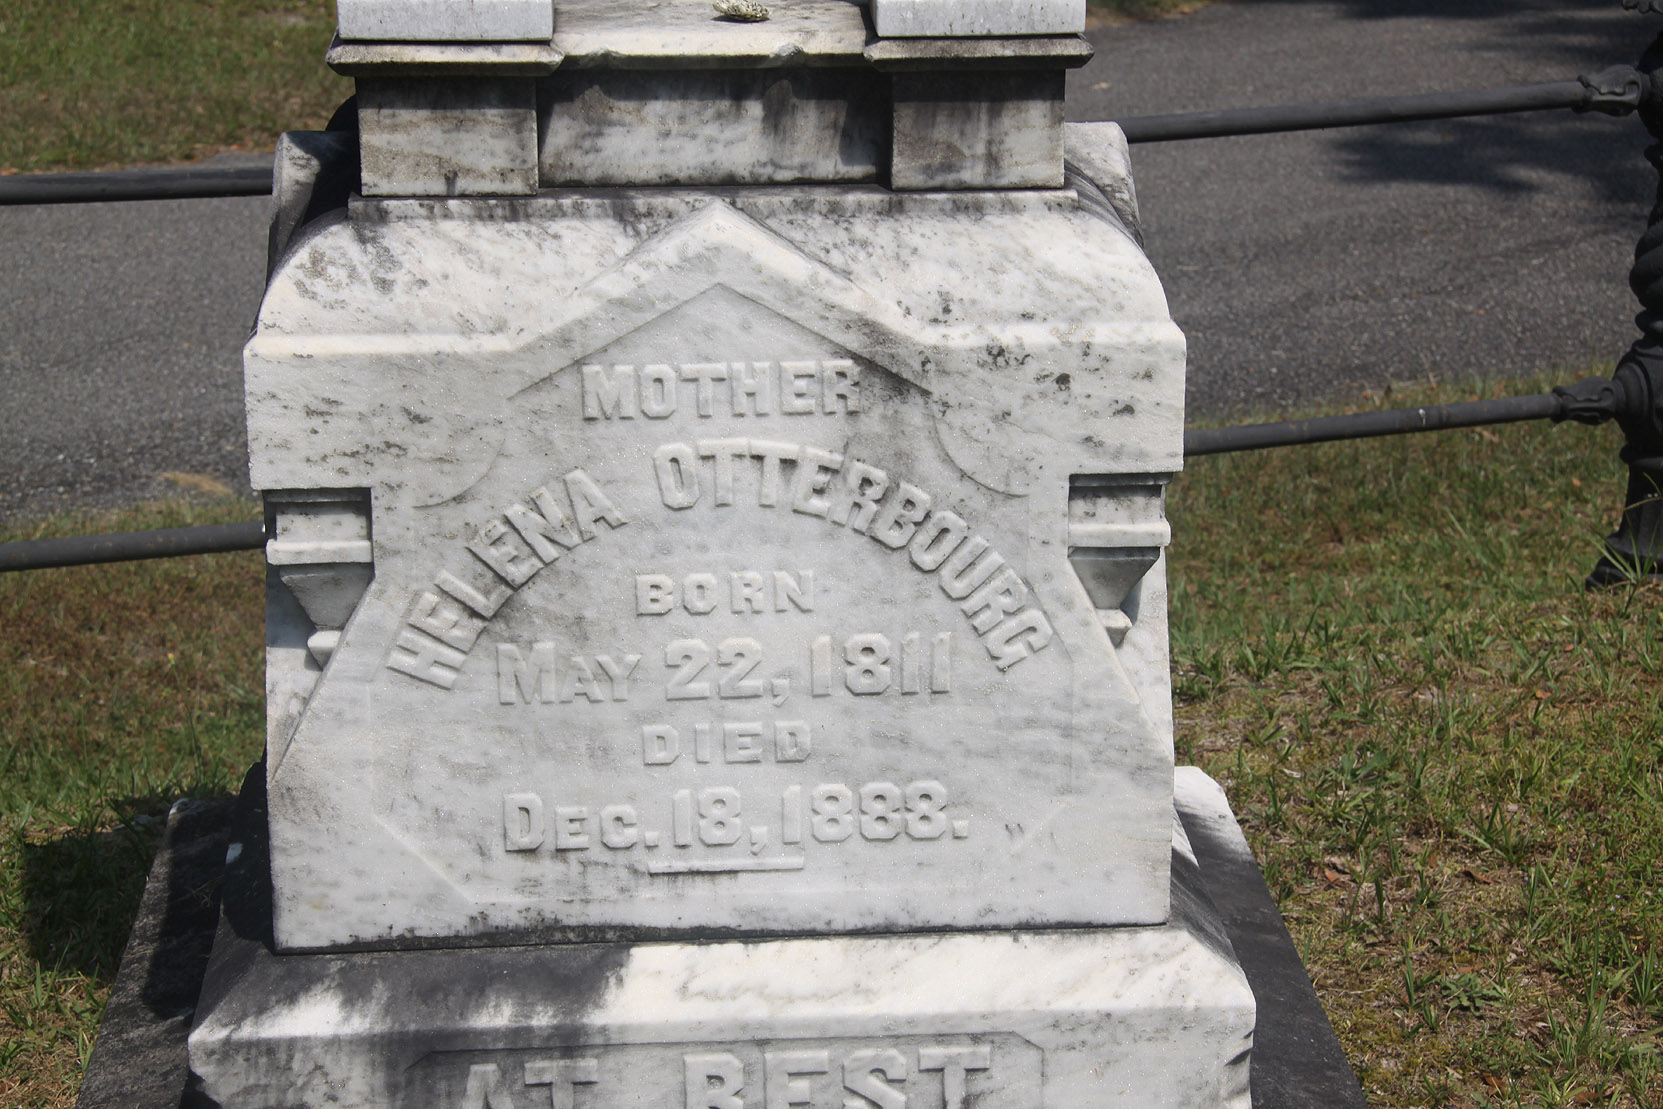 MOTHER
HELENA OTTERBOURG
BORN
MAY 22, 1811
DIED
DEC. 18, 1888.
AT REST